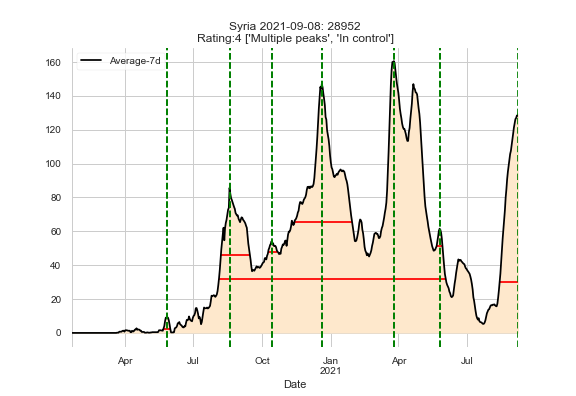 Syria 2021-09-08: 28952
Rating:4 ['Multiple peaks', 'In control']
Average-7d
160
140
120
100
80
60
40
20
0
Apr
Jul
Oct
Jan
2021
Apr
Jul
Date